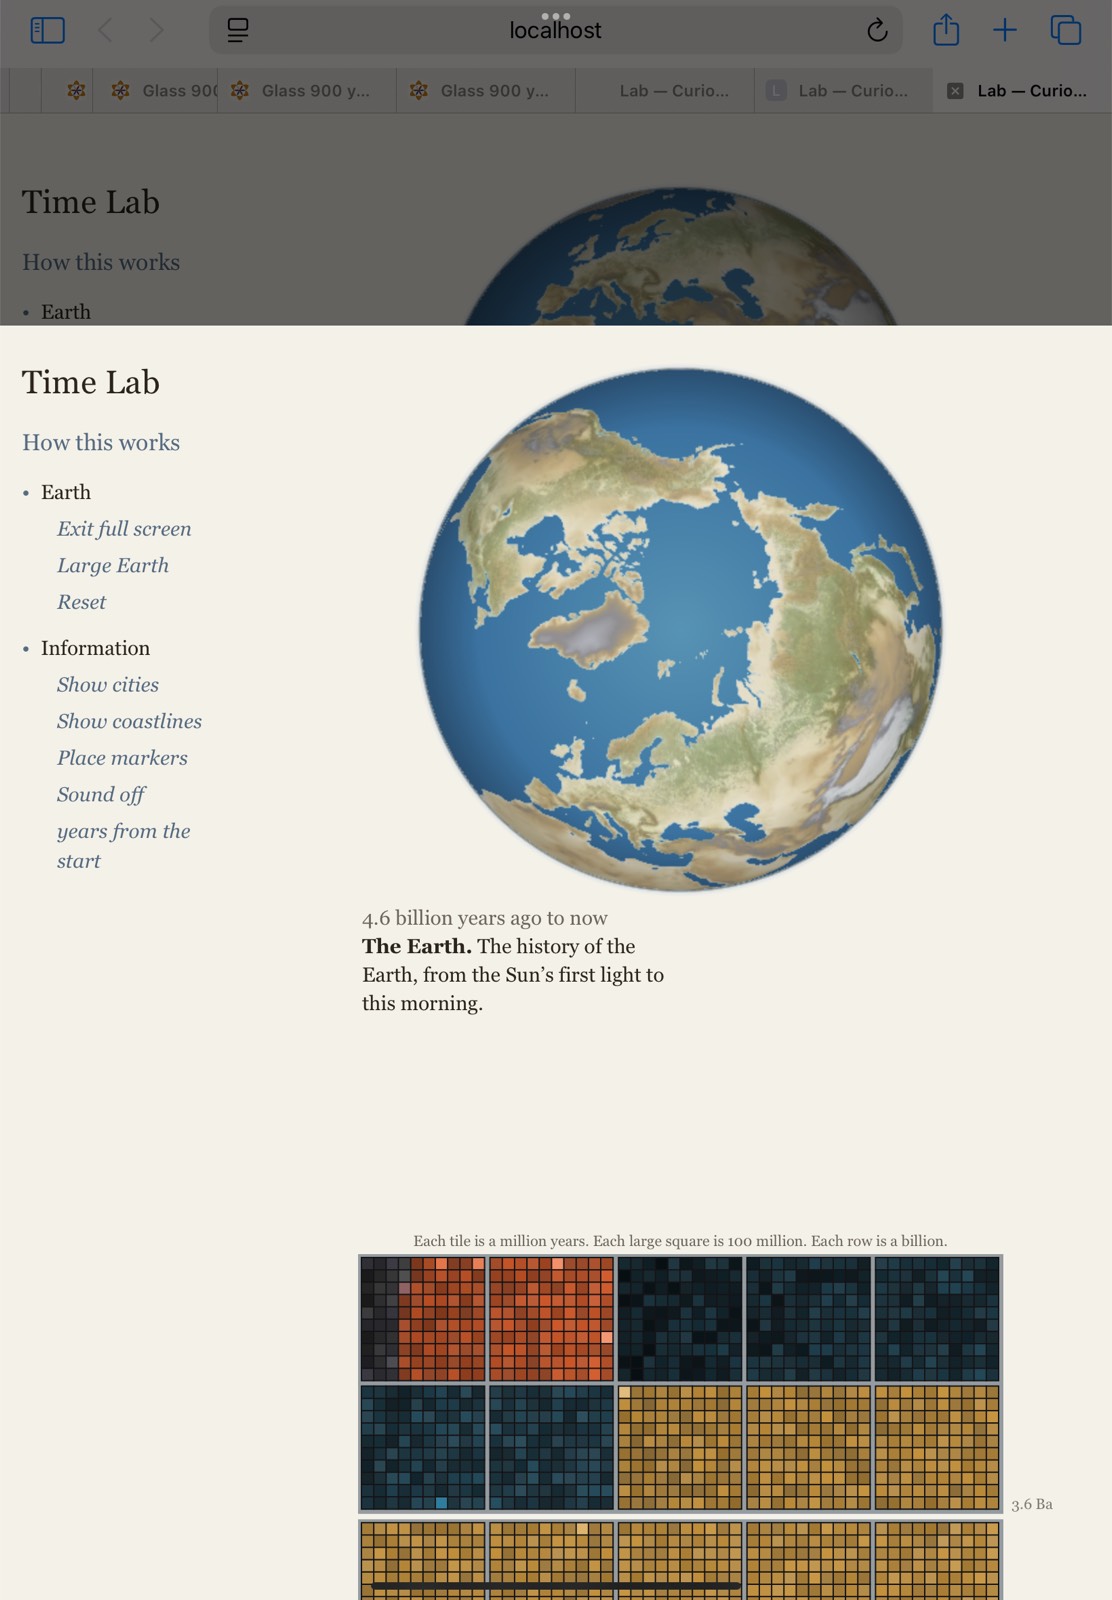 localhost
Glass 900
Glass 900 y...
Glass 900 y...
Lab — Curio...
L
Lab — Curio...
Lab — Curio...
Time Lab
How this works
• Earth
Time Lab
How this works
• Earth
Exit full screen
Large Earth
Reset
• Information
Show cities
Show coastlines
Place markers
Sound off
years from the
start
4.6 billion years ago to now
The Earth. The history of the
Earth, from the Sun’s first light to
this morning.
Each tile is a million years. Each large square is 100 million. Each row is a billion.
3.6 Ba